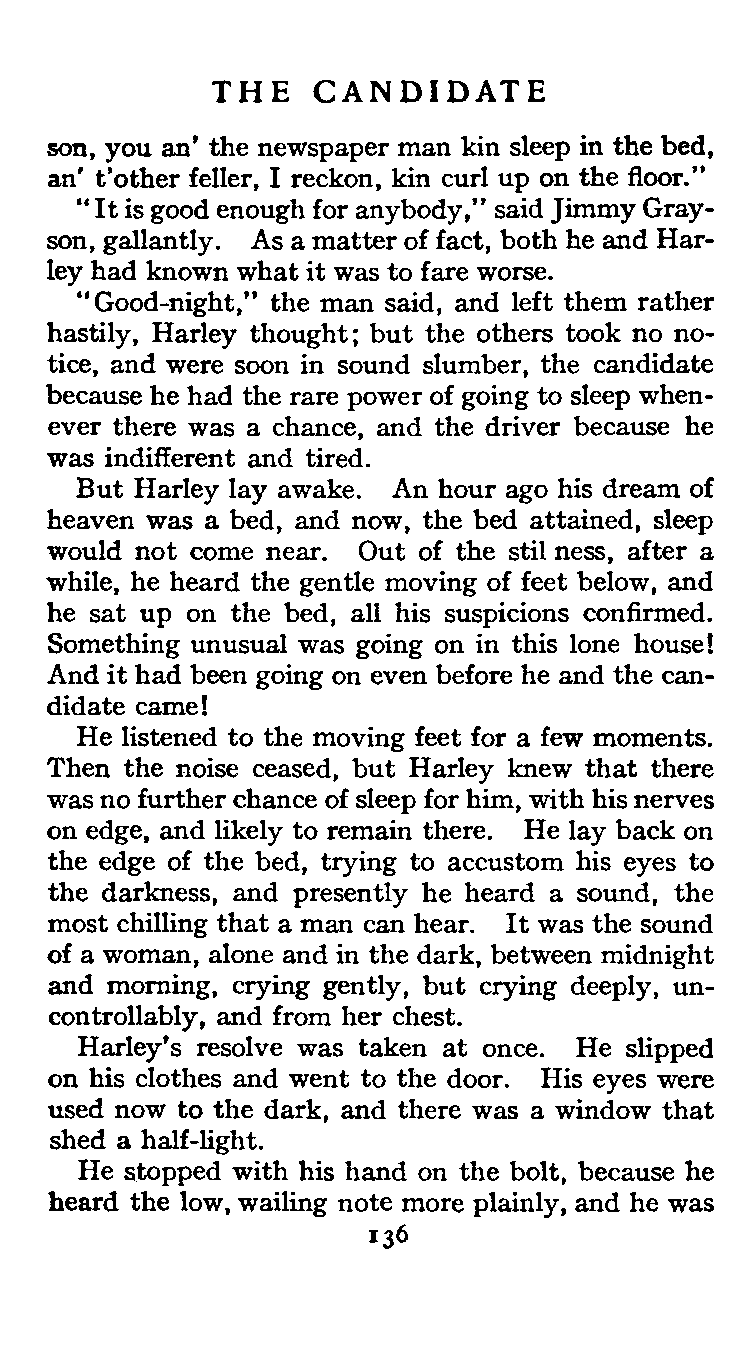 THE CANDIDATE
son, you an' the newspaper man kin sleep in the bed,
an' t'other feller, I reckon, kin curl up on the floor."
"It is good enough for anybody," said Jimmy Gray-
son, gallantly. As a matter of fact, both he and Har-
ley had known what it was to fare worse.
"Good-night," the man said, and left them rather
hastily, Harley thought; but the others took no no-
tice, and were soon in sound slumber, the candidate
because he had the rare power of going to sleep when-
ever there was a chance, and the driver because he
was indifferent and tired.
But Harley lay awake. An hour ago his dream of
heaven was a bed, and now, the bed attained, sleep
would not come near. Out of the stil ness, after a
while, he heard the gentle moving of feet below, and
he sat up on the bed, all his suspicions confirmed.
Something unusual was going on in this lone house!
And it had been going on even before he and the can-
didate came!
He listened to the moving feet for a few moments.
Then the noise ceased, but Harley knew that there
was no further chance of sleep for him, with his nerves
on edge, and likely to remain there. He lay back on
the edge of the bed, trying to accustom his eyes to
the darkness, and presently he heard a sound, the
most chilling that a man can hear. It was the sound
of a woman, alone and in the dark, between midnight
and morning, crying gently, but crying deeply, un-
controllably, and from her chest.
Harley's resolve was taken at once. He slipped
on his clothes and went to the door. His eyes were
used now to the dark, and there was a window that
shed a half-light.
He stopped with his hand on the bolt, because he
heard the low, wailing note more plainly, and he was
136